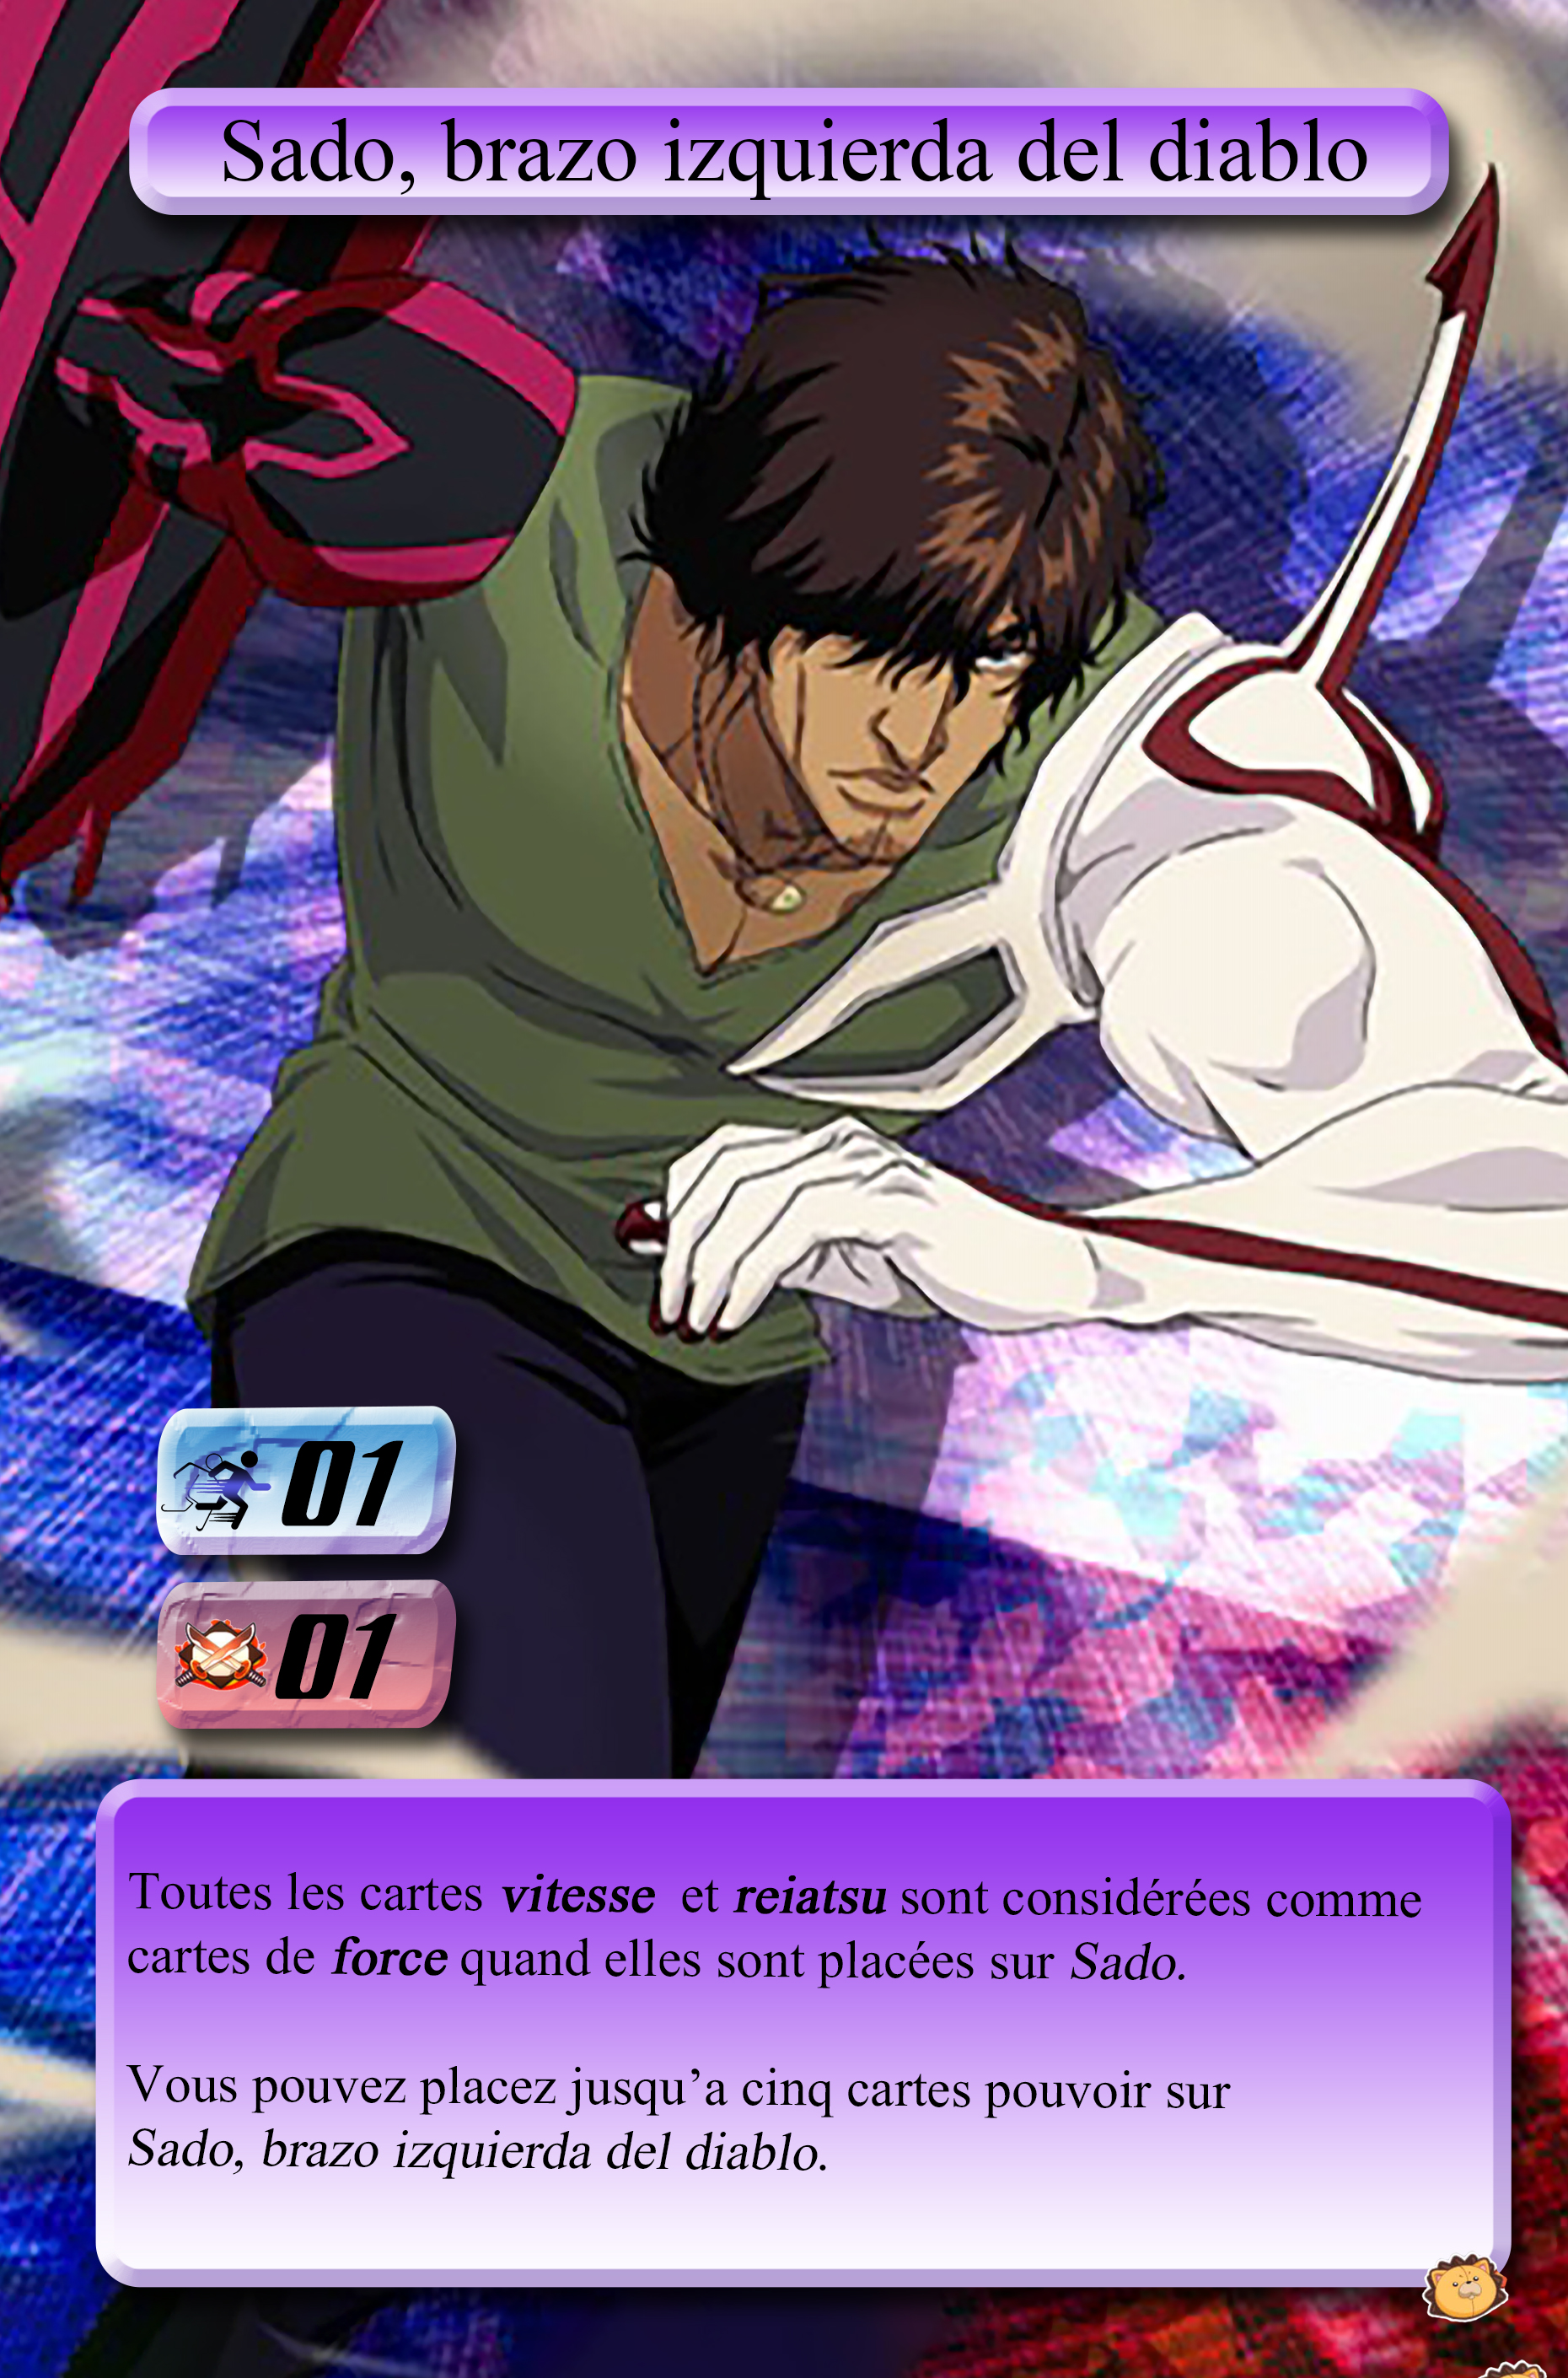 Sado, brazo izquierda del diablo
01
01
Toutes les cartes vitesse et reiatsu sont considérées comme
cartes de force quand elles sont placées sur Sado.
Vous pouvez placez jusqu’a cinq cartes pouvoir sur
Sado, brazo izquierda del diablo.